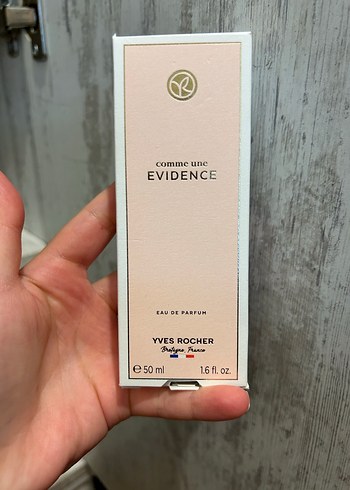 comme une
EVIDENCE
EAU DE PARFUM
YVES ROCHER
Bretagne, France
℮ 50 ml 1.6 fl. oz.